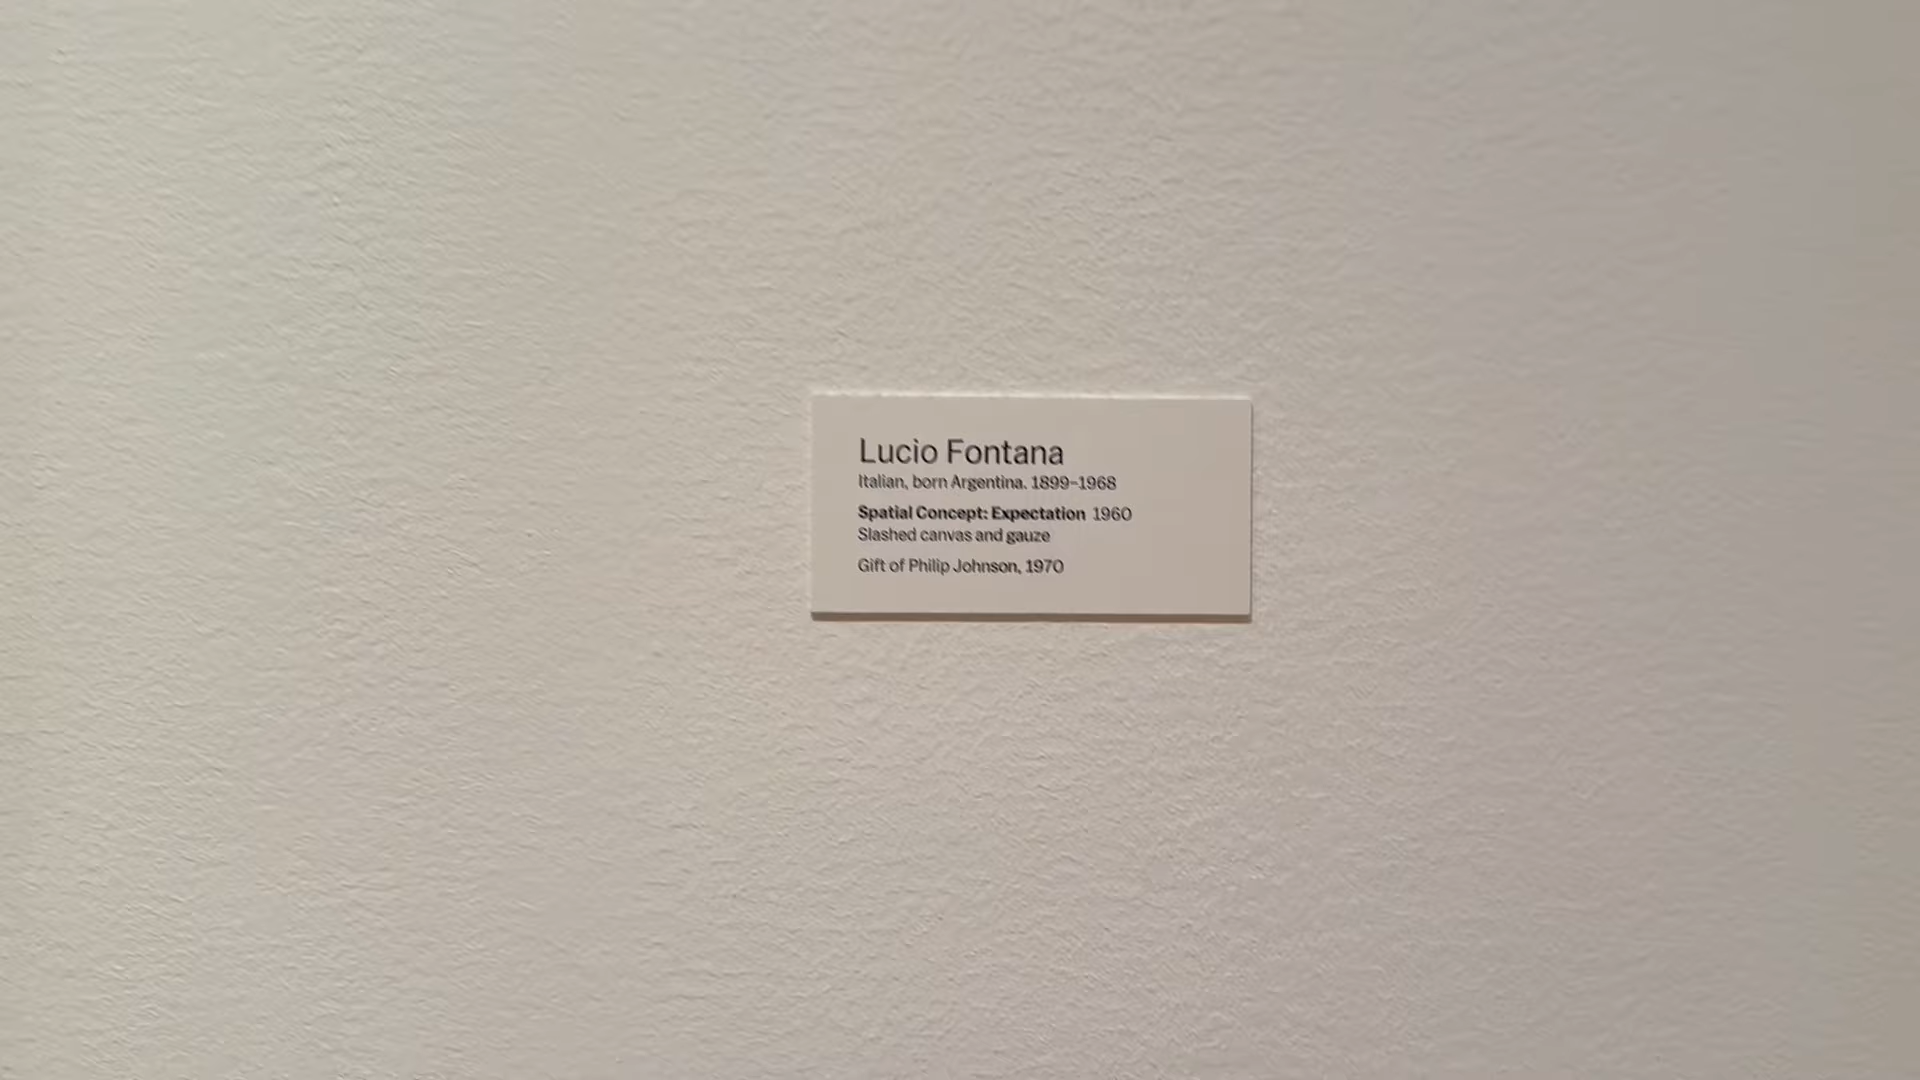 Lucio Fontana
Italian, born Argentina. 1899–1968
Spatial Concept: Expectation 1960
Slashed canvas and gauze
Gift of Philip Johnson, 1970